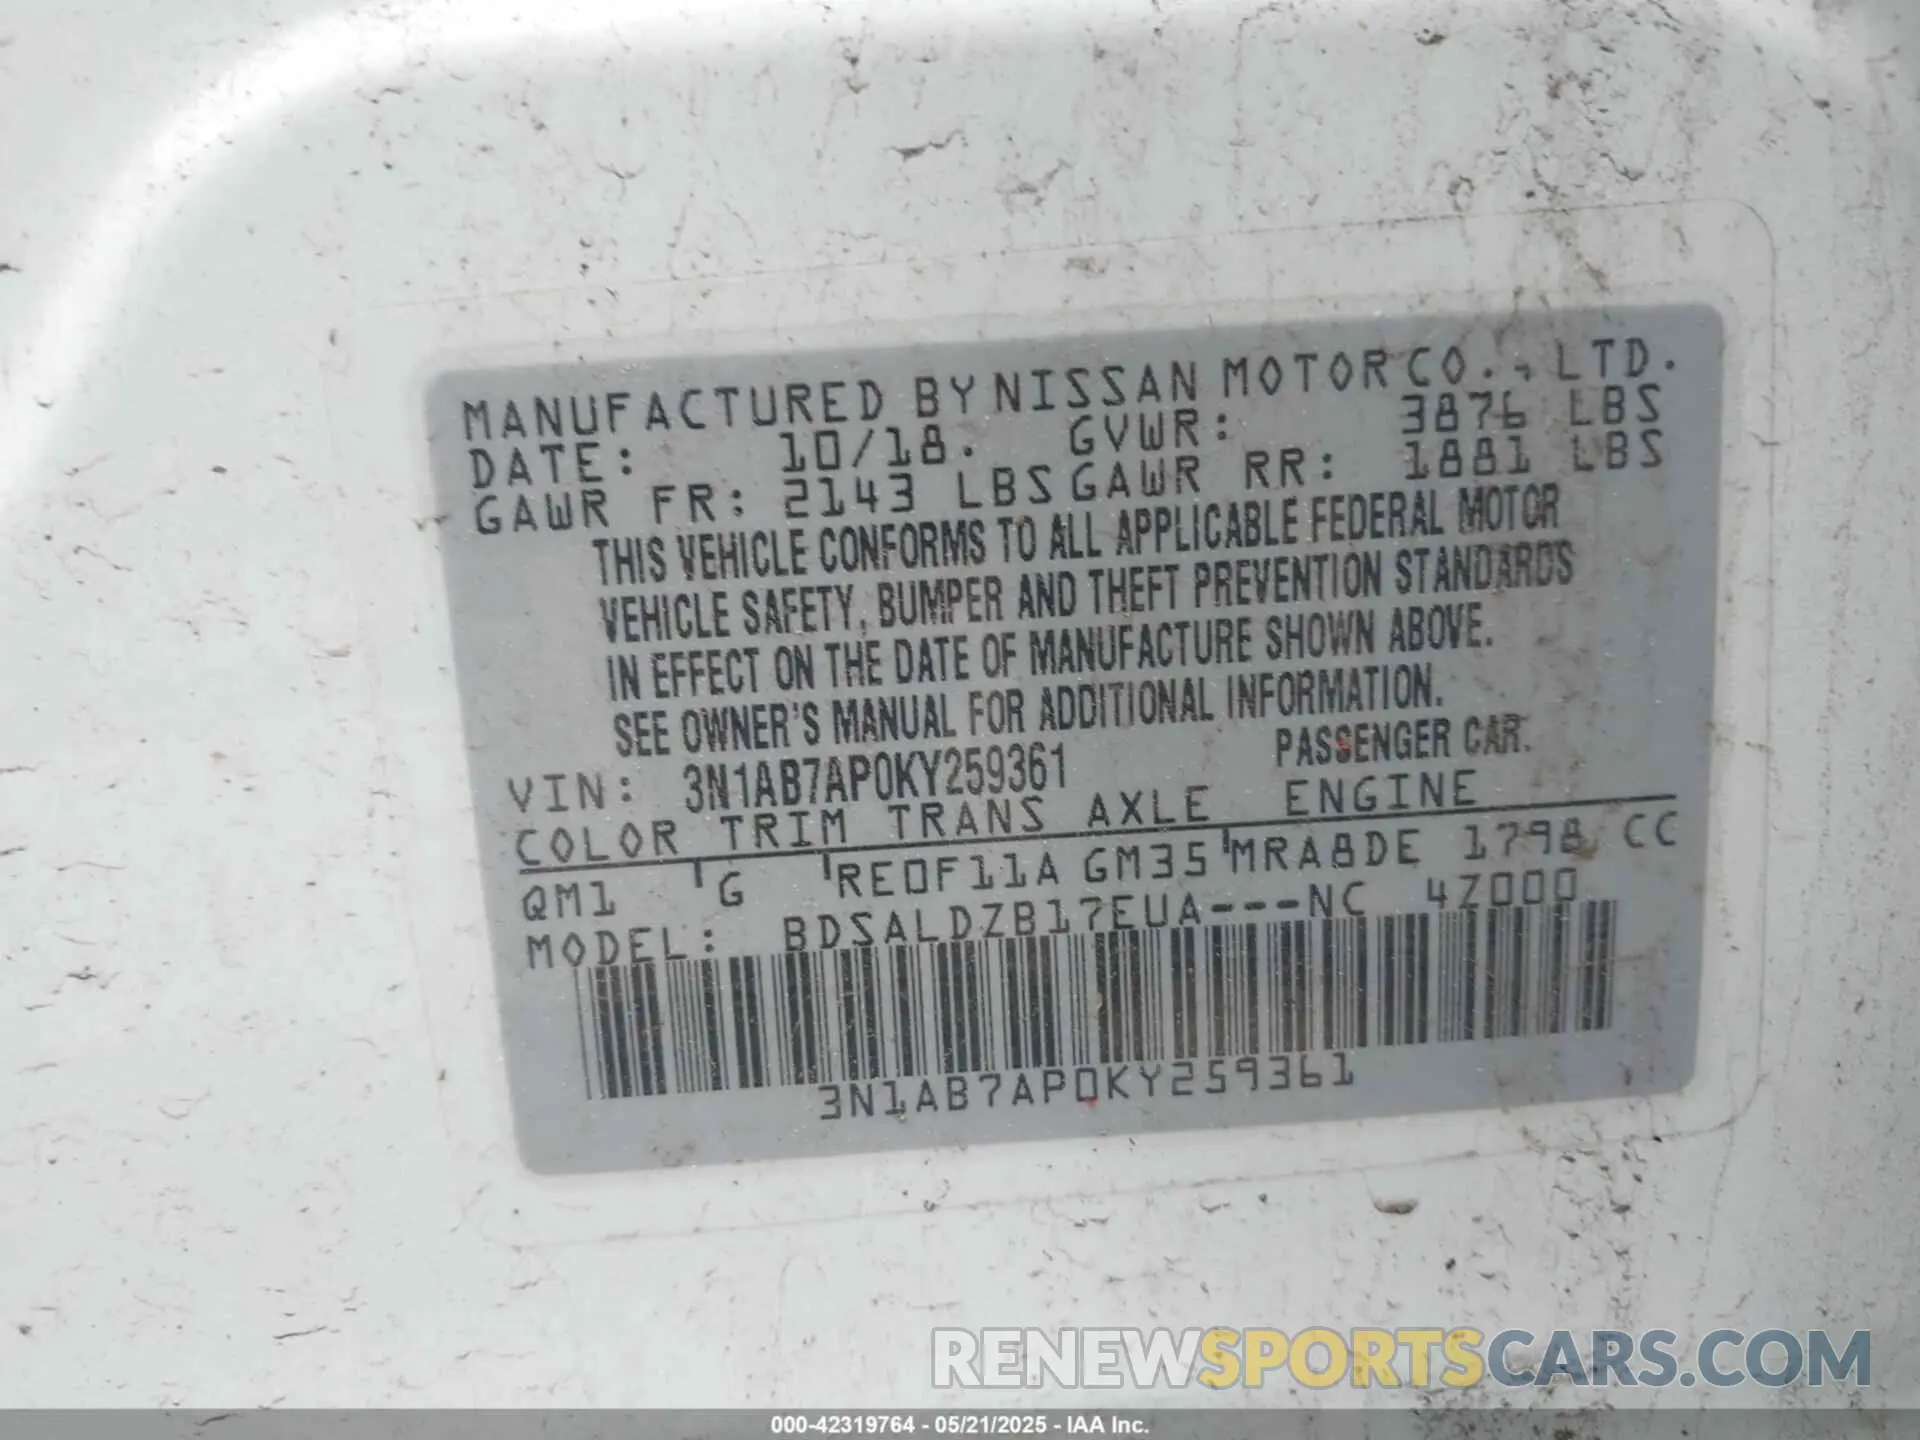 MANUFACTURED BY NISSAN MOTOR CO., LTD.
DATE: 10/18. GVWR: 3876 LBS
GAWR FR: 2143 LBS GAWR RR: 1881 LBS
THIS VEHICLE CONFORMS TO ALL APPLICABLE FEDERAL MOTOR
VEHICLE SAFETY, BUMPER AND THEFT PREVENTION STANDARDS
IN EFFECT ON THE DATE OF MANUFACTURE SHOWN ABOVE.
SEE OWNER'S MANUAL FOR ADDITIONAL INFORMATION.
VIN: 3N1AB7AP0KY259361 PASSENGER CAR.
COLOR TRIM TRANS AXLE ENGINE
QM1 G RE0F11A GM35 MRA8DE 1798 CC
MODEL: BDSALDZB17EUA---NC 4Z000
3N1AB7AP0KY259361
RENEWSPORTSCARS.COM
000-42319764 - 05/21/2025 - IAA Inc.